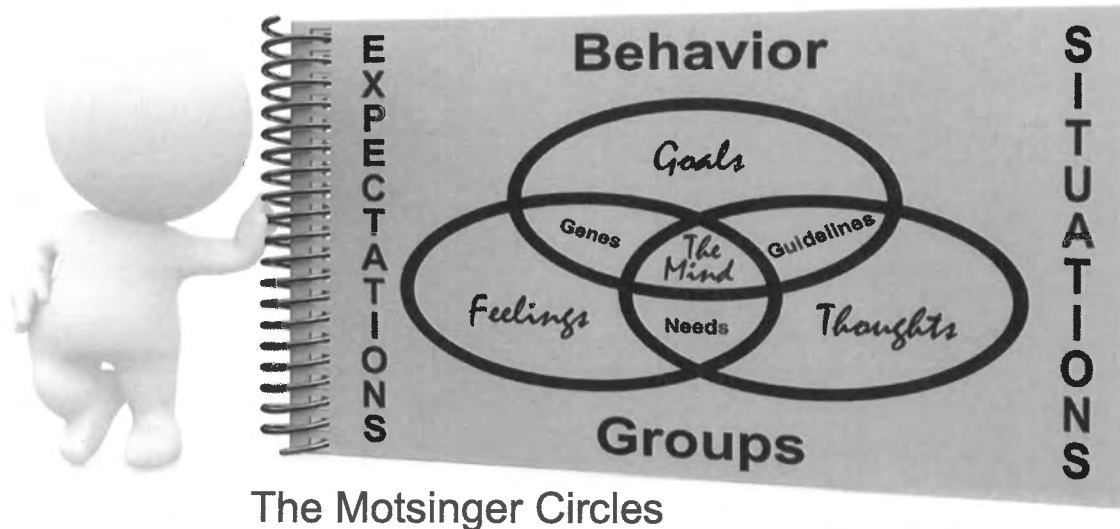 EXPECTATIONS
Behavior
SITUATIONS
Goals
Genes
The
Mind
Guidelines
Feelings
Needs
Thoughts
Groups
The Motsinger Circles